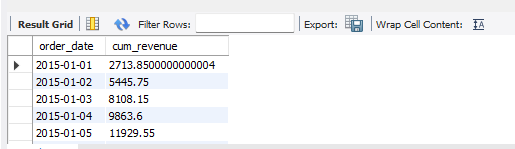 Result Grid Filter Rows: Export: Wrap Cell Content: IA
order_date cum_revenue
2015-01-01 2713.8500000000004
2015-01-02 5445.75
2015-01-03 8108.15
2015-01-04 9863.6
2015-01-05 11929.55